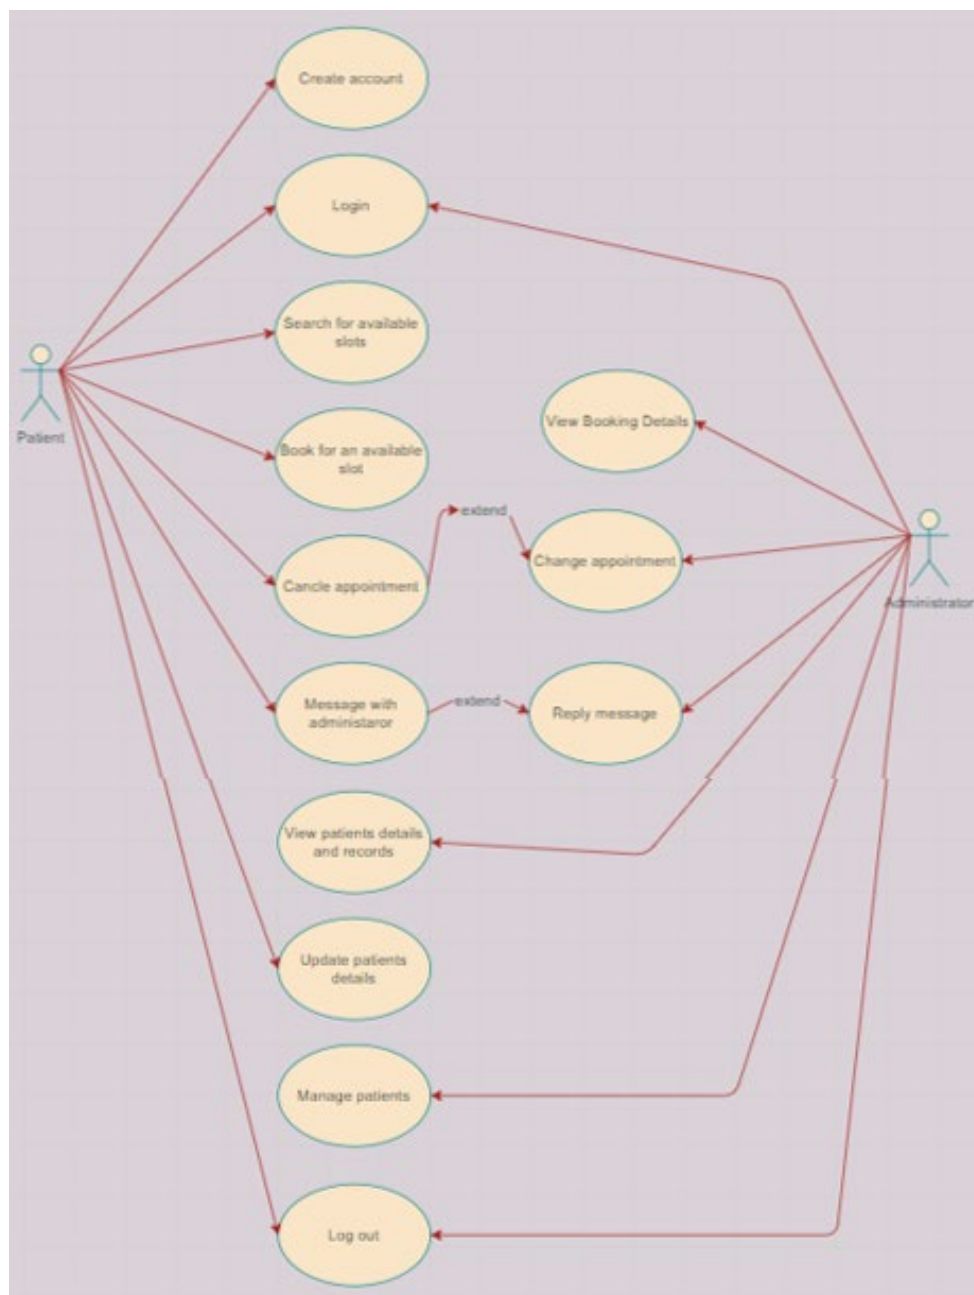 Create account
Login
Search for available
slots
Patient
View Booking Details
Book for an available
slot
extend
Cancle appointment
Change appointment
Administrator
Message with
administaror
extend
Reply message
View patients details
and records
Update patients
details
Manage patients
Log out